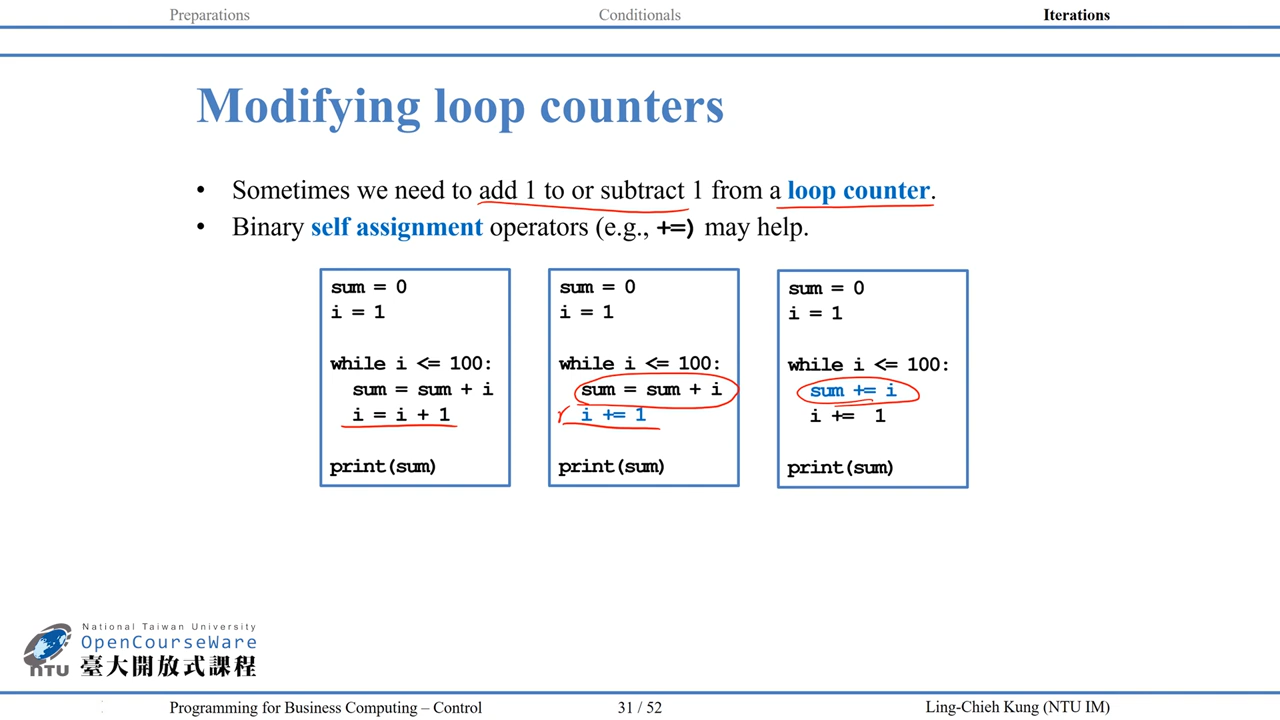 Preparations
Conditionals
Iterations
Modifying loop counters
• Sometimes we need to add 1 to or subtract 1 from a loop counter.
• Binary self assignment operators (e.g., +=) may help.
sum = 0
i = 1
while i <= 100:
sum = sum + i
i = i + 1
print(sum)
sum = 0
i = 1
while i <= 100:
sum = sum + i
i += 1
print(sum)
sum = 0
i = 1
while i <= 100:
sum += i
i += 1
print(sum)
National Taiwan University
OpenCourseWare
NTU 臺大開放式課程
Programming for Business Computing – Control
31 / 52
Ling-Chieh Kung (NTU IM)